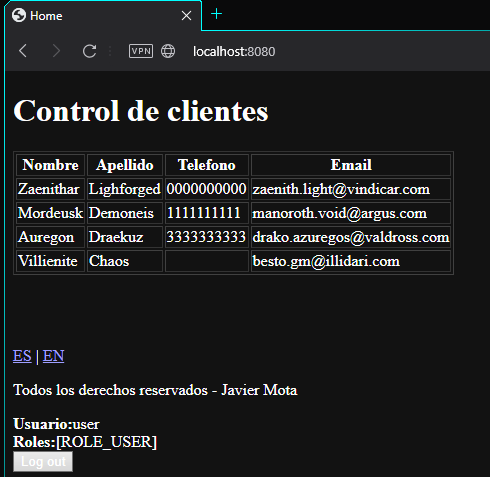 Home
VPN
localhost:8080
Control de clientes
Nombre Apellido Telefono Email
Zaenithar Lighforged 0000000000 zaenith.light@vindicar.com
Mordeusk Demoneis 1111111111 manoroth.void@argus.com
Auregon Draekuz 3333333333 drako.azuregos@valdross.com
Villienite Chaos besto.gm@illidari.com
ES | EN
Todos los derechos reservados - Javier Mota
Usuario:user
Roles:[ROLE_USER]
Log out